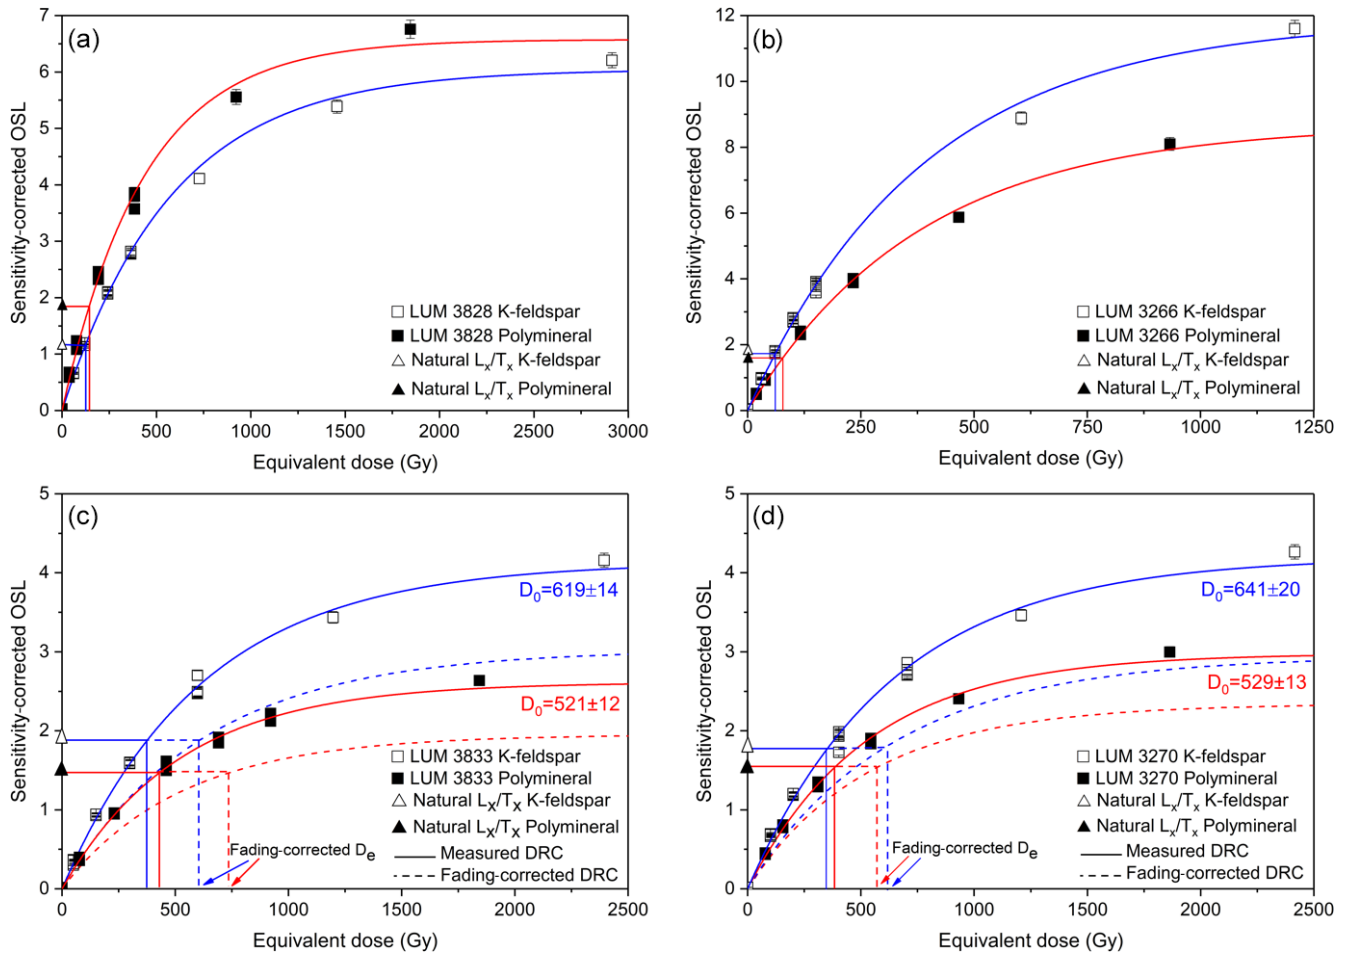 (a)
7
6
5
4
3
2
1
0
Sensitivity-corrected OSL
LUM 3828 K-feldspar
LUM 3828 Polymineral
Natural Lx/Tx K-feldspar
Natural Lx/Tx Polymineral
0 500 1000 1500 2000 2500 3000
Equivalent dose (Gy)
(b)
12
10
8
6
4
2
0
Sensitivity-corrected OSL
LUM 3266 K-feldspar
LUM 3266 Polymineral
Natural Lx/Tx K-feldspar
Natural Lx/Tx Polymineral
0 250 500 750 1000 1250
Equivalent dose (Gy)
(c)
5
4
3
2
1
0
Sensitivity-corrected OSL
D0=619±14
D0=521±12
LUM 3833 K-feldspar
LUM 3833 Polymineral
Natural Lx/Tx K-feldspar
Natural Lx/Tx Polymineral
Fading-corrected De
Measured DRC
Fading-corrected DRC
0 500 1000 1500 2000 2500
Equivalent dose (Gy)
(d)
5
4
3
2
1
0
Sensitivity-corrected OSL
D0=641±20
D0=529±13
LUM 3270 K-feldspar
LUM 3270 Polymineral
Natural Lx/Tx K-feldspar
Natural Lx/Tx Polymineral
Fading-corrected De
Measured DRC
Fading-corrected DRC
0 500 1000 1500 2000 2500
Equivalent dose (Gy)